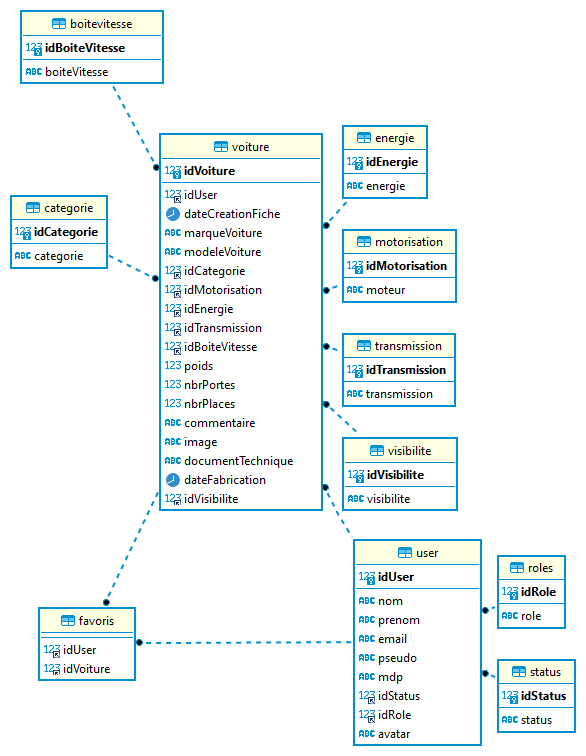 boitevitesse
idBoiteVitesse
boiteVitesse
voiture
idVoiture
idUser
dateCreationFiche
marqueVoiture
modeleVoiture
idCategorie
idMotorisation
idEnergie
idTransmission
idBoiteVitesse
poids
nbrPortes
nbrPlaces
commentaire
image
documentTechnique
dateFabrication
idVisibilite
energie
idEnergie
energie
categorie
idCategorie
categorie
motorisation
idMotorisation
moteur
transmission
idTransmission
transmission
visibilite
idVisibilite
visibilite
user
idUser
nom
prenom
email
pseudo
mdp
idStatus
idRole
avatar
roles
idRole
role
favoris
idUser
idVoiture
status
idStatus
status